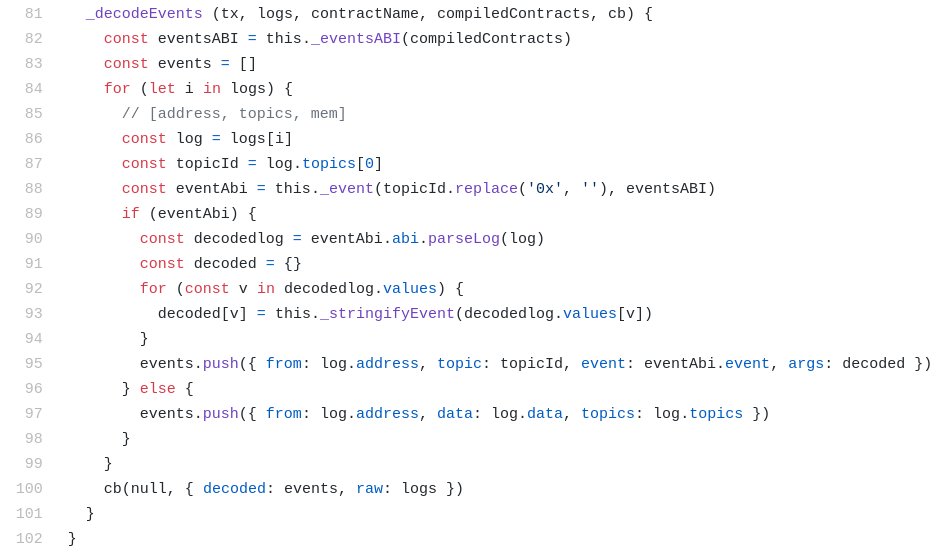 81 _decodeEvents (tx, logs, contractName, compiledContracts, cb) {
82 const eventsABI = this._eventsABI(compiledContracts)
83 const events = []
84 for (let i in logs) {
85 // [address, topics, mem]
86 const log = logs[i]
87 const topicId = log.topics[0]
88 const eventAbi = this._event(topicId.replace('0x', ''), eventsABI)
89 if (eventAbi) {
90 const decodedlog = eventAbi.abi.parseLog(log)
91 const decoded = {}
92 for (const v in decodedlog.values) {
93 decoded[v] = this._stringifyEvent(decodedlog.values[v])
94 }
95 events.push({ from: log.address, topic: topicId, event: eventAbi.event, args: decoded })
96 } else {
97 events.push({ from: log.address, data: log.data, topics: log.topics })
98 }
99 }
100 cb(null, { decoded: events, raw: logs })
101 }
102 }